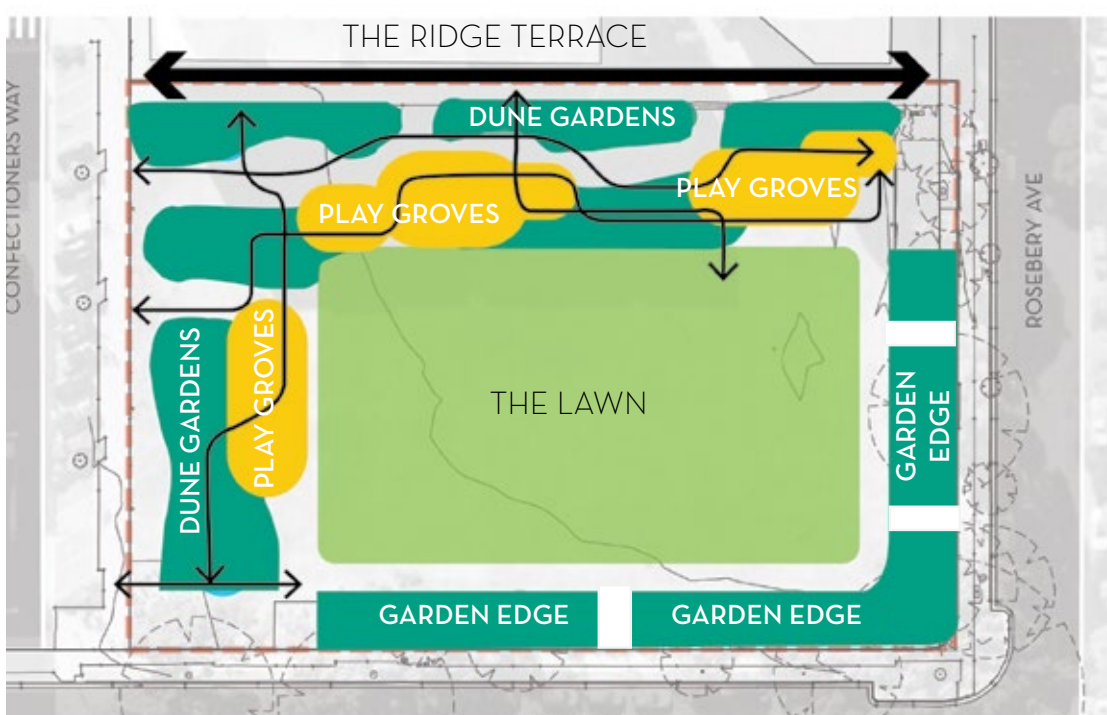 THE RIDGE TERRACE
CONFECTIONERS WAY
DUNE GARDENS
PLAY GROVES
PLAY GROVES
ROSEBERY AVE
DUNE GARDENS
PLAY GROVES
THE LAWN
GARDEN
EDGE
GARDEN EDGE
GARDEN EDGE